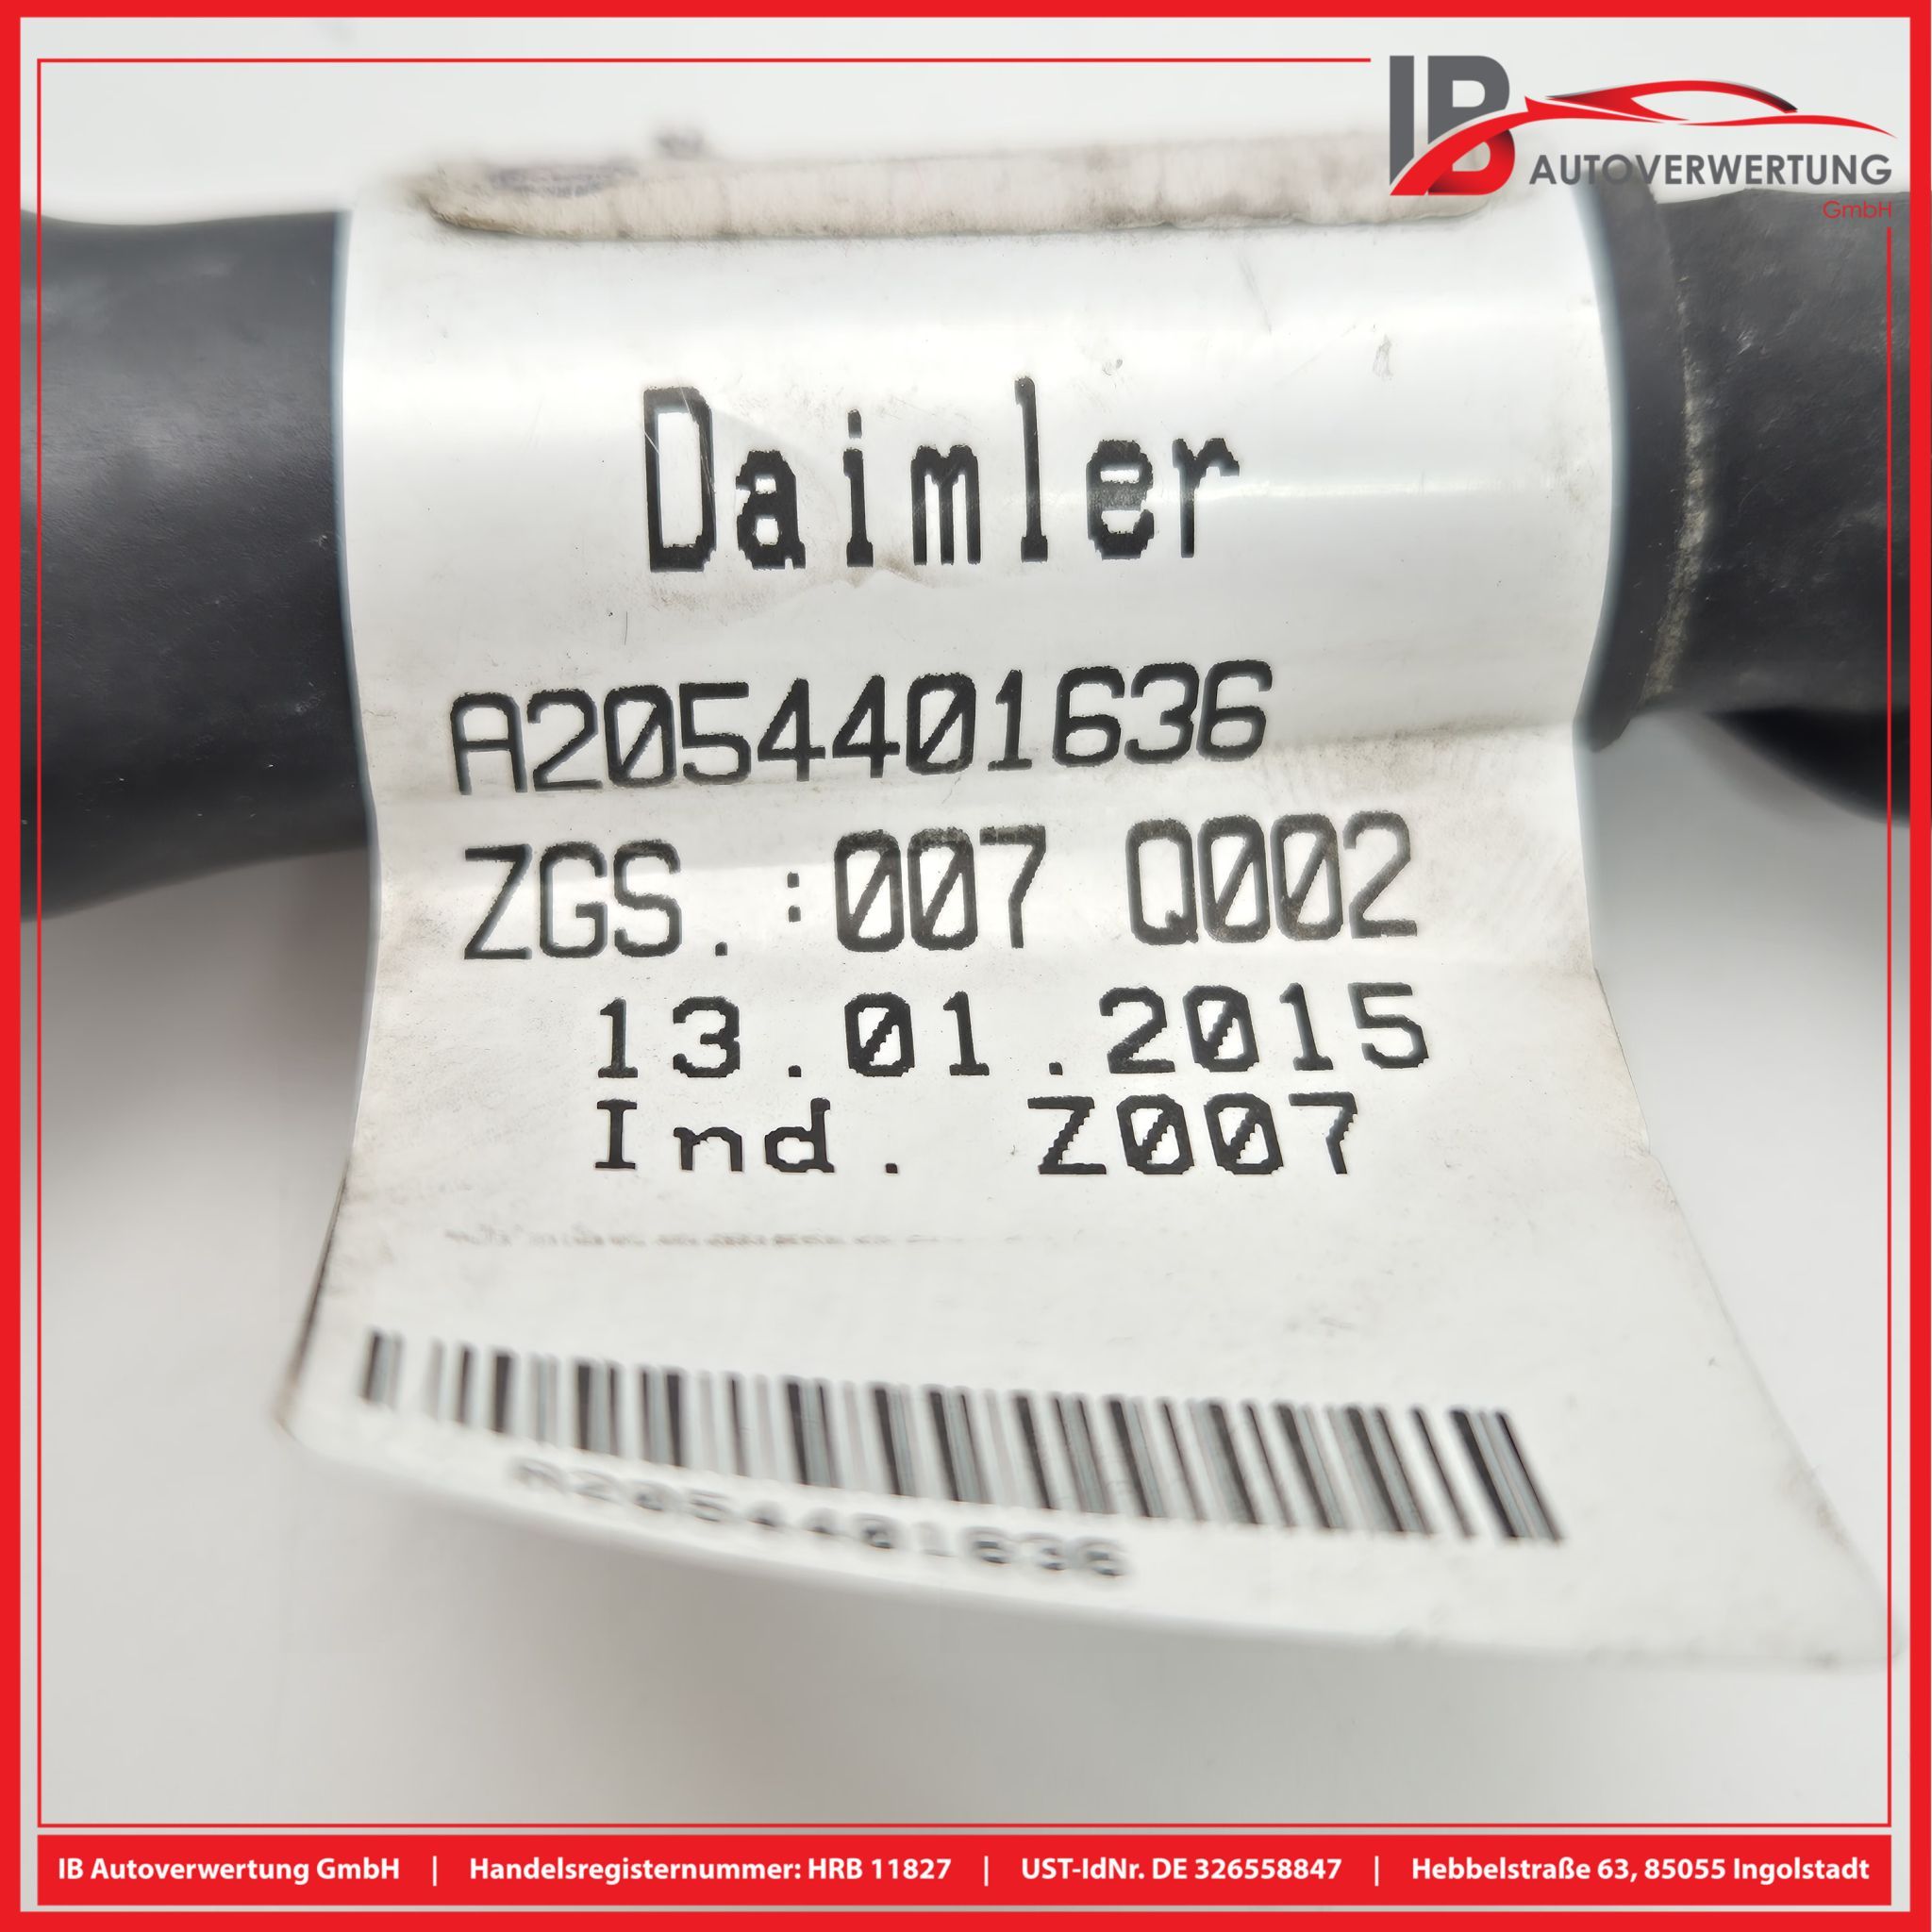 IB
AUTOVERWERTUNG
GmbH
Daimler
A2054401636
ZGS.:007 Q002
13.01.2015
Ind. Z007
A2054401636
IB Autoverwertung GmbH | Handelsregisternummer: HRB 11827 | UST-IdNr. DE 326558847 | Hebbelstraße 63, 85055 Ingolstadt